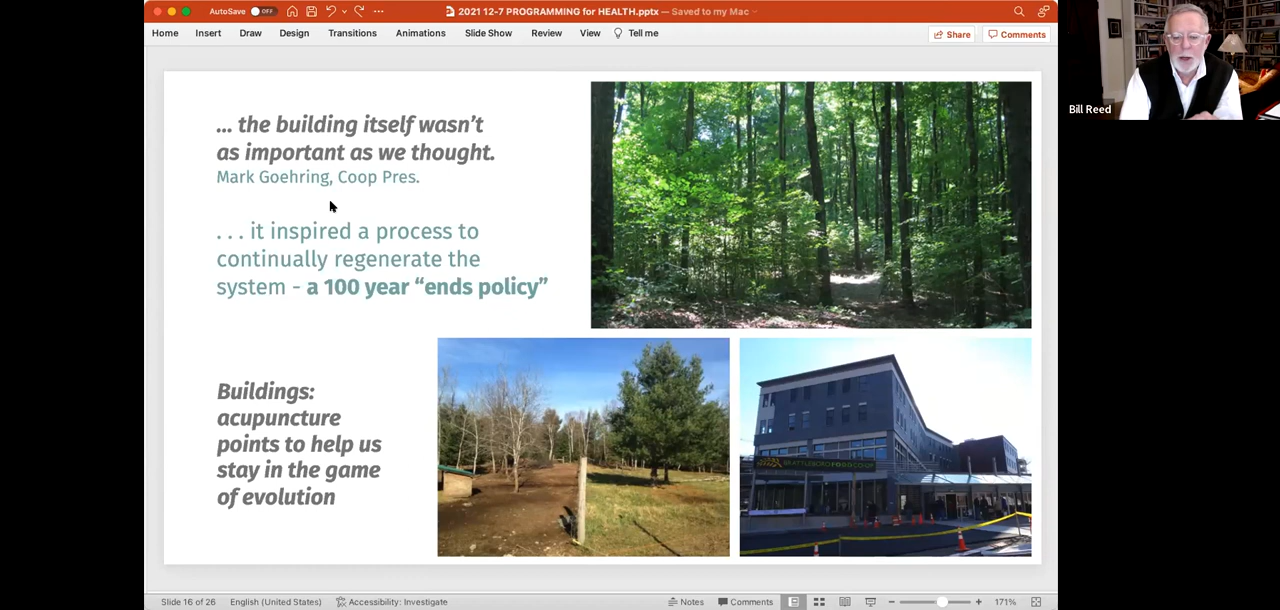 AutoSave OFF
2021 12-7 PROGRAMMING for HEALTH.pptx — Saved to my Mac
Home Insert Draw Design Transitions Animations Slide Show Review View Tell me
Share Comments
... the building itself wasn't
as important as we thought.
Mark Goehring, Coop Pres.
. . . it inspired a process to
continually regenerate the
system - a 100 year “ends policy”
Buildings:
acupuncture
points to help us
stay in the game
of evolution
BRATTLEBORO FOOD CO-OP
Bill Reed
Slide 16 of 26 English (United States) Accessibility: Investigate
Notes Comments 171%